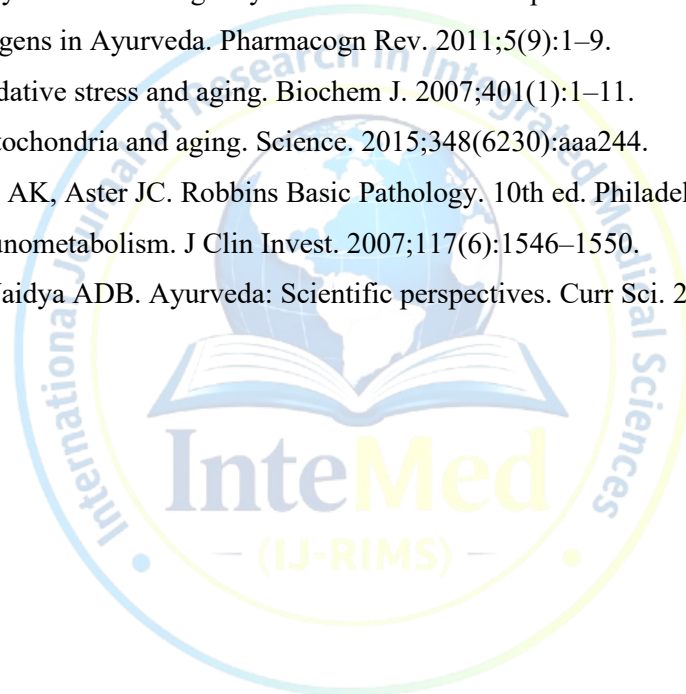 gens in Ayurveda. Pharmacogn Rev. 2011;5(9):1–9.
dative stress and aging. Biochem J. 2007;401(1):1–11.
tochondria and aging. Science. 2015;348(6230):aaa244.
AK, Aster JC. Robbins Basic Pathology. 10th ed. Philadel
unometabolism. J Clin Invest. 2007;117(6):1546–1550.
aidya ADB. Ayurveda: Scientific perspectives. Curr Sci. 2
International Journal of Research in Integrated Medical Sciences
InteMed
– (IJ-RIMS) –